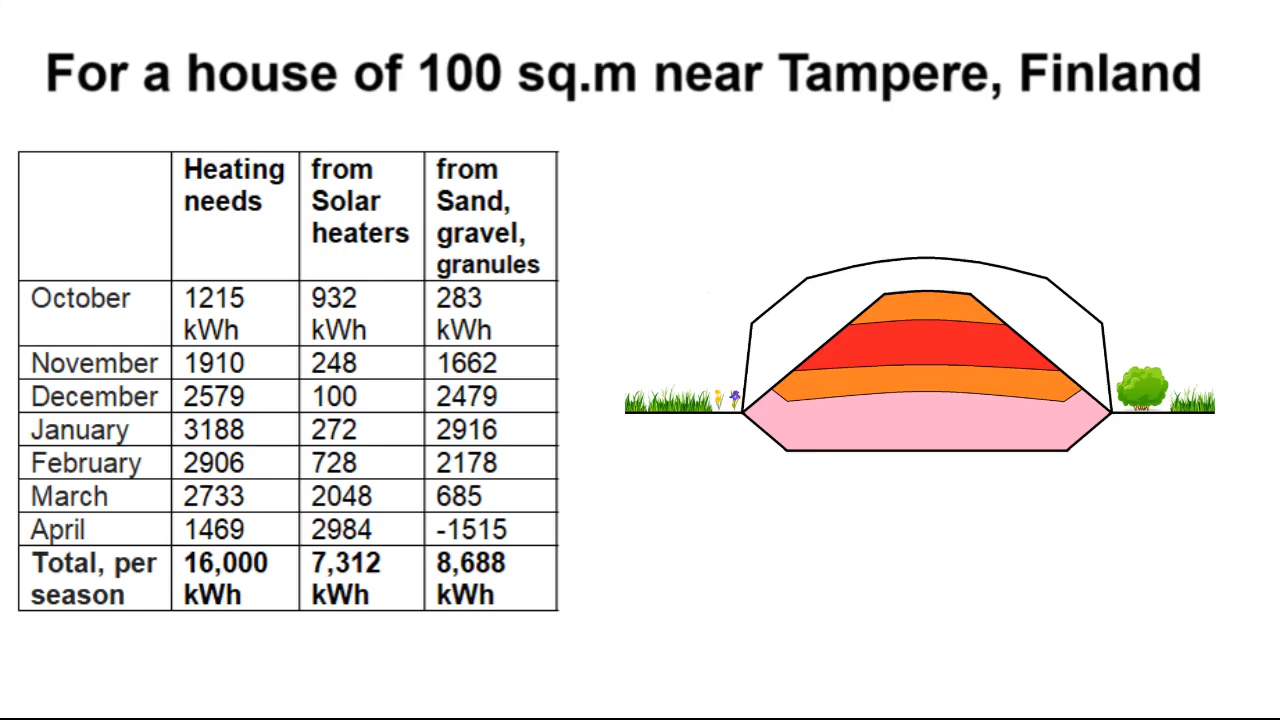 For a house of 100 sq.m near Tampere, Finland
Heating needs | from Solar heaters | from Sand, gravel, granules
October | 1215 kWh | 932 kWh | 283 kWh
November | 1910 | 248 | 1662
December | 2579 | 100 | 2479
January | 3188 | 272 | 2916
February | 2906 | 728 | 2178
March | 2733 | 2048 | 685
April | 1469 | 2984 | -1515
Total, per season | 16,000 kWh | 7,312 kWh | 8,688 kWh